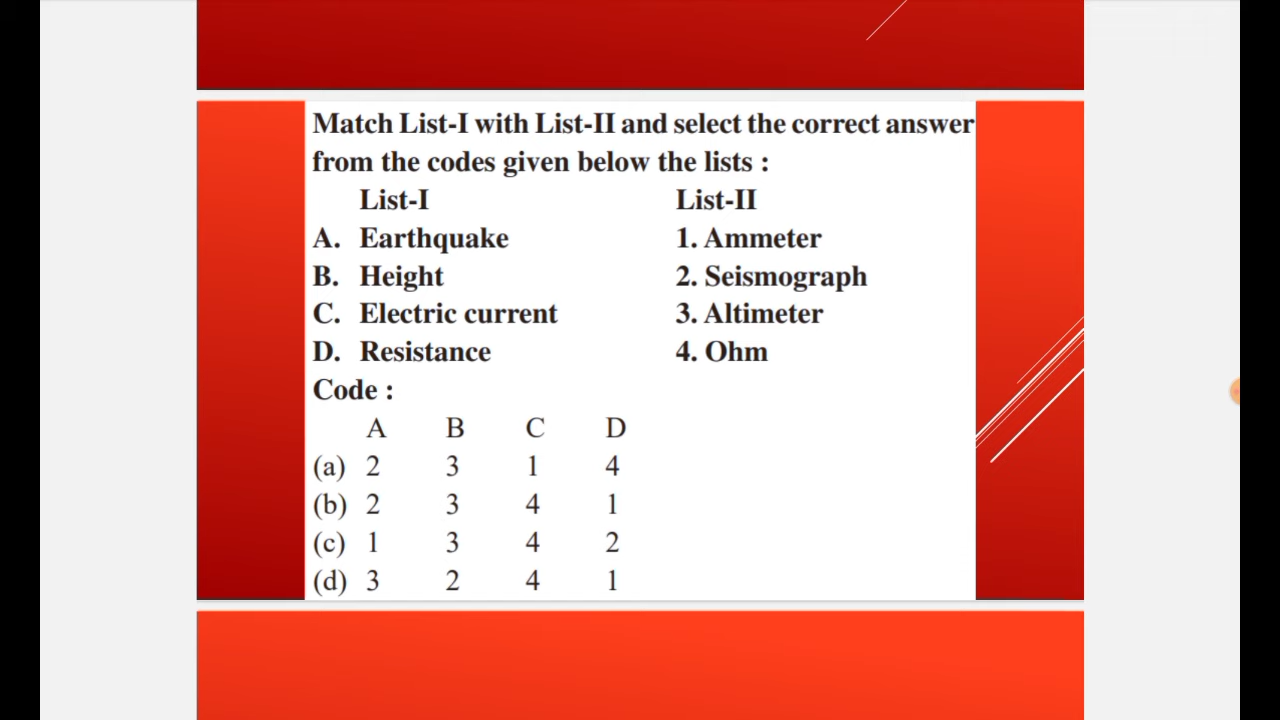 Match List-I with List-II and select the correct answer
from the codes given below the lists :
List-I List-II
A. Earthquake 1. Ammeter
B. Height 2. Seismograph
C. Electric current 3. Altimeter
D. Resistance 4. Ohm
Code :
A B C D
(a) 2 3 1 4
(b) 2 3 4 1
(c) 1 3 4 2
(d) 3 2 4 1